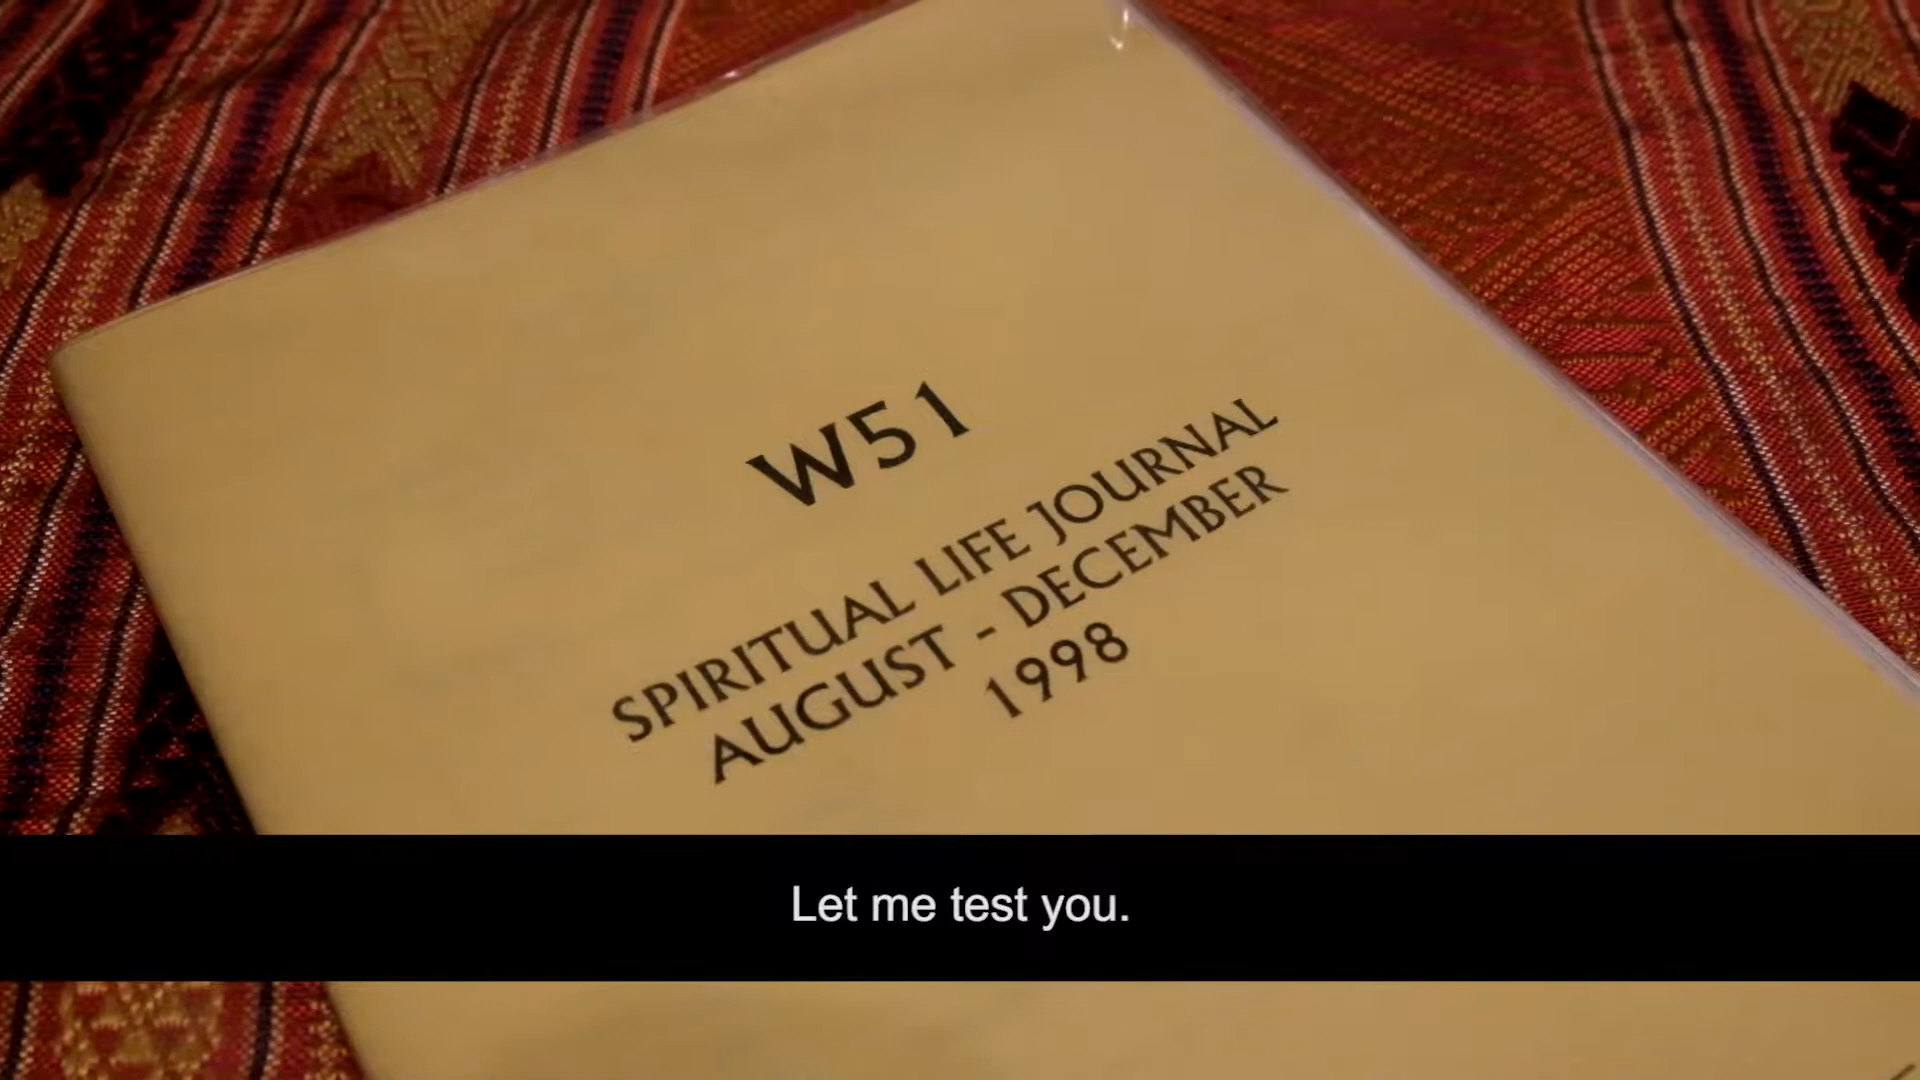 W51
SPIRITUAL LIFE JOURNAL
AUGUST - DECEMBER
1998
Let me test you.